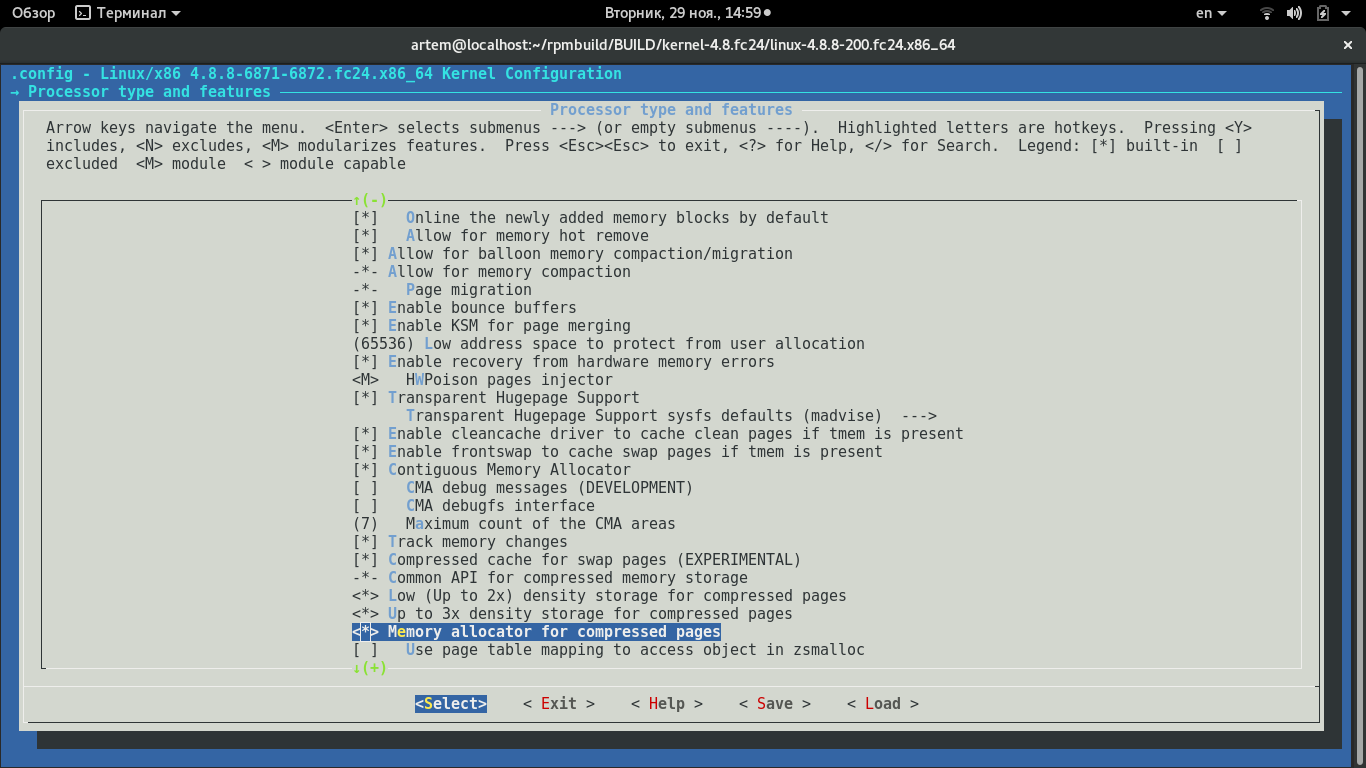 Обзор Терминал Вторник, 29 ноя., 14:59 en
artem@localhost:~/rpmbuild/BUILD/kernel-4.8.fc24/linux-4.8.8-200.fc24.x86_64
.config - Linux/x86 4.8.8-6871-6872.fc24.x86_64 Kernel Configuration
→ Processor type and features
Processor type and features
Arrow keys navigate the menu.  <Enter> selects submenus ---> (or empty submenus ----).  Highlighted letters are hotkeys.  Pressing <Y>
includes, <N> excludes, <M> modularizes features.  Press <Esc><Esc> to exit, <?> for Help, </> for Search.  Legend: [*] built-in  [ ]
excluded  <M> module  < > module capable
↑(-)
[*]   Online the newly added memory blocks by default
[*]   Allow for memory hot remove
[*] Allow for balloon memory compaction/migration
-*- Allow for memory compaction
-*-   Page migration
[*] Enable bounce buffers
[*] Enable KSM for page merging
(65536) Low address space to protect from user allocation
[*] Enable recovery from hardware memory errors
<M>   HWPoison pages injector
[*] Transparent Hugepage Support
Transparent Hugepage Support sysfs defaults (madvise)  --->
[*] Enable cleancache driver to cache clean pages if tmem is present
[*] Enable frontswap to cache swap pages if tmem is present
[*] Contiguous Memory Allocator
[ ]   CMA debug messages (DEVELOPMENT)
[ ]   CMA debugfs interface
(7)   Maximum count of the CMA areas
[*] Track memory changes
[*] Compressed cache for swap pages (EXPERIMENTAL)
-*- Common API for compressed memory storage
<*> Low (Up to 2x) density storage for compressed pages
<*> Up to 3x density storage for compressed pages
<*> Memory allocator for compressed pages
[ ]   Use page table mapping to access object in zsmalloc
↓(+)
<Select>    < Exit >    < Help >    < Save >    < Load >